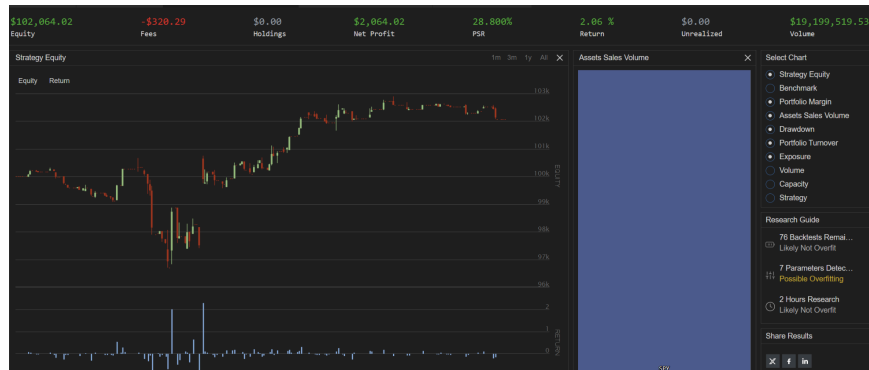 $102,064.02 -$320.29 $0.00 $2,064.02 28.800% 2.06 % $0.00 $19,199,519.53
Equity Fees Holdings Net Profit PSR Return Unrealized Volume
Strategy Equity 1m 3m 1y All
Equity Return
103k
102k
101k
100k
99k
98k
97k
96k
EQUITY
2
1
0
RETURN
Assets Sales Volume
SPY
Select Chart
Strategy Equity
Benchmark
Portfolio Margin
Assets Sales Volume
Drawdown
Portfolio Turnover
Exposure
Volume
Capacity
Strategy
Research Guide
76 Backtests Remai...
Likely Not Overfit
7 Parameters Detec...
Possible Overfitting
2 Hours Research
Likely Not Overfit
Share Results